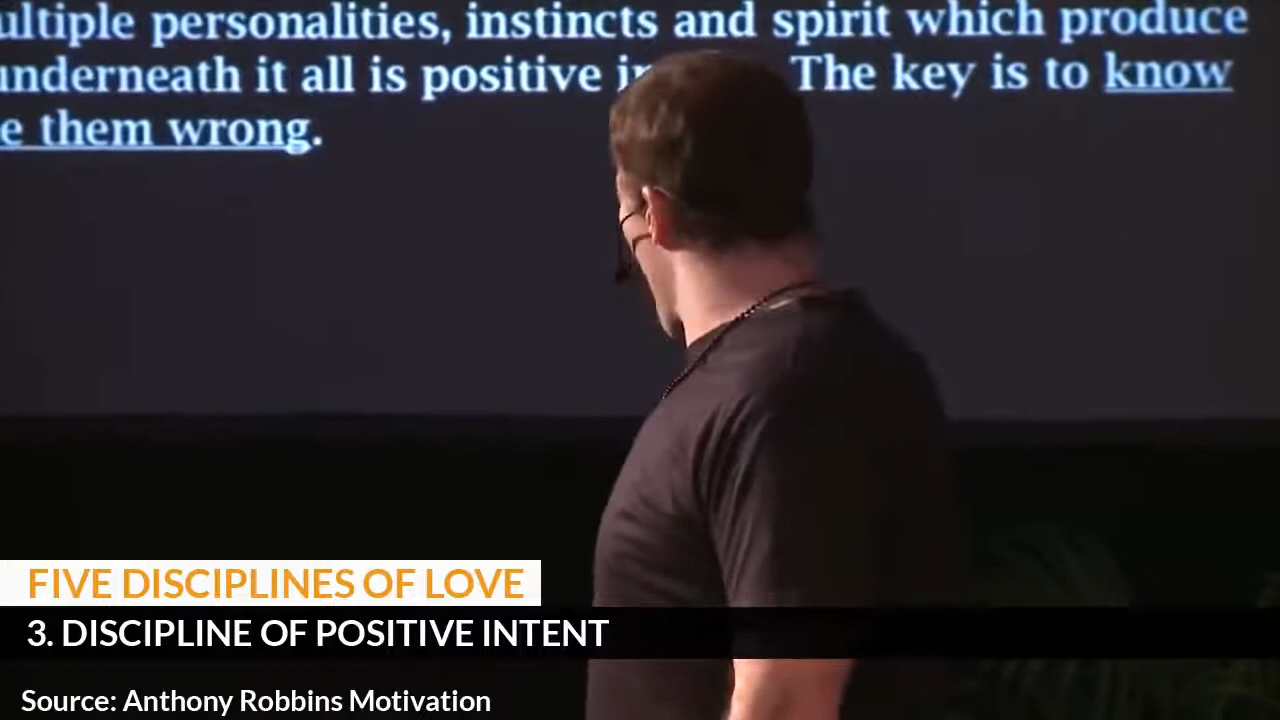 ultiple personalities, instincts and spirit which produce
underneath it all is positive in The key is to know
e them wrong.
FIVE DISCIPLINES OF LOVE
3. DISCIPLINE OF POSITIVE INTENT
Source: Anthony Robbins Motivation